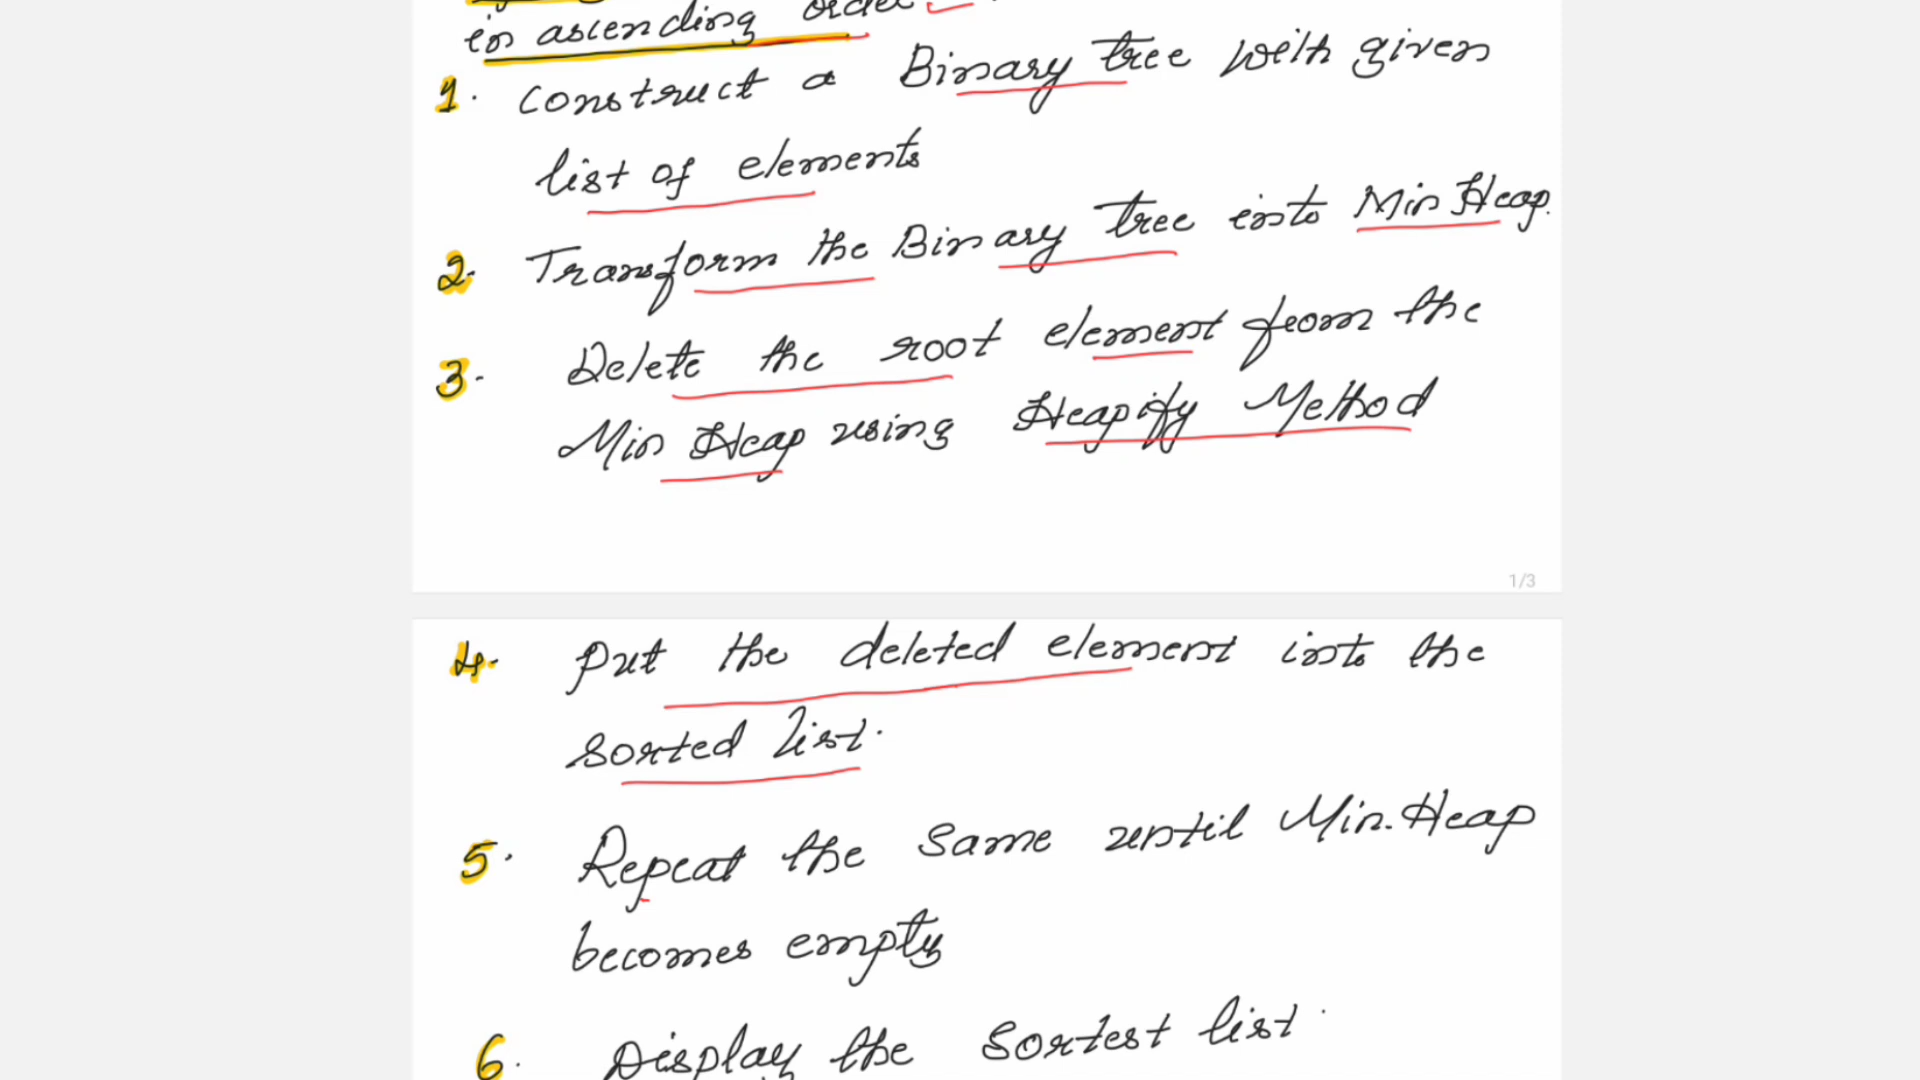 in ascending order
1. Construct a Binary tree with given
list of elements
2. Transform the Binary tree into Min Heap.
3. Delete the root element from the
Min Heap using Heapify Method
1/3
4. Put the deleted element into the
Sorted List.
5. Repeat the same until Min.Heap
becomes empty
6. Display the Sortest list.